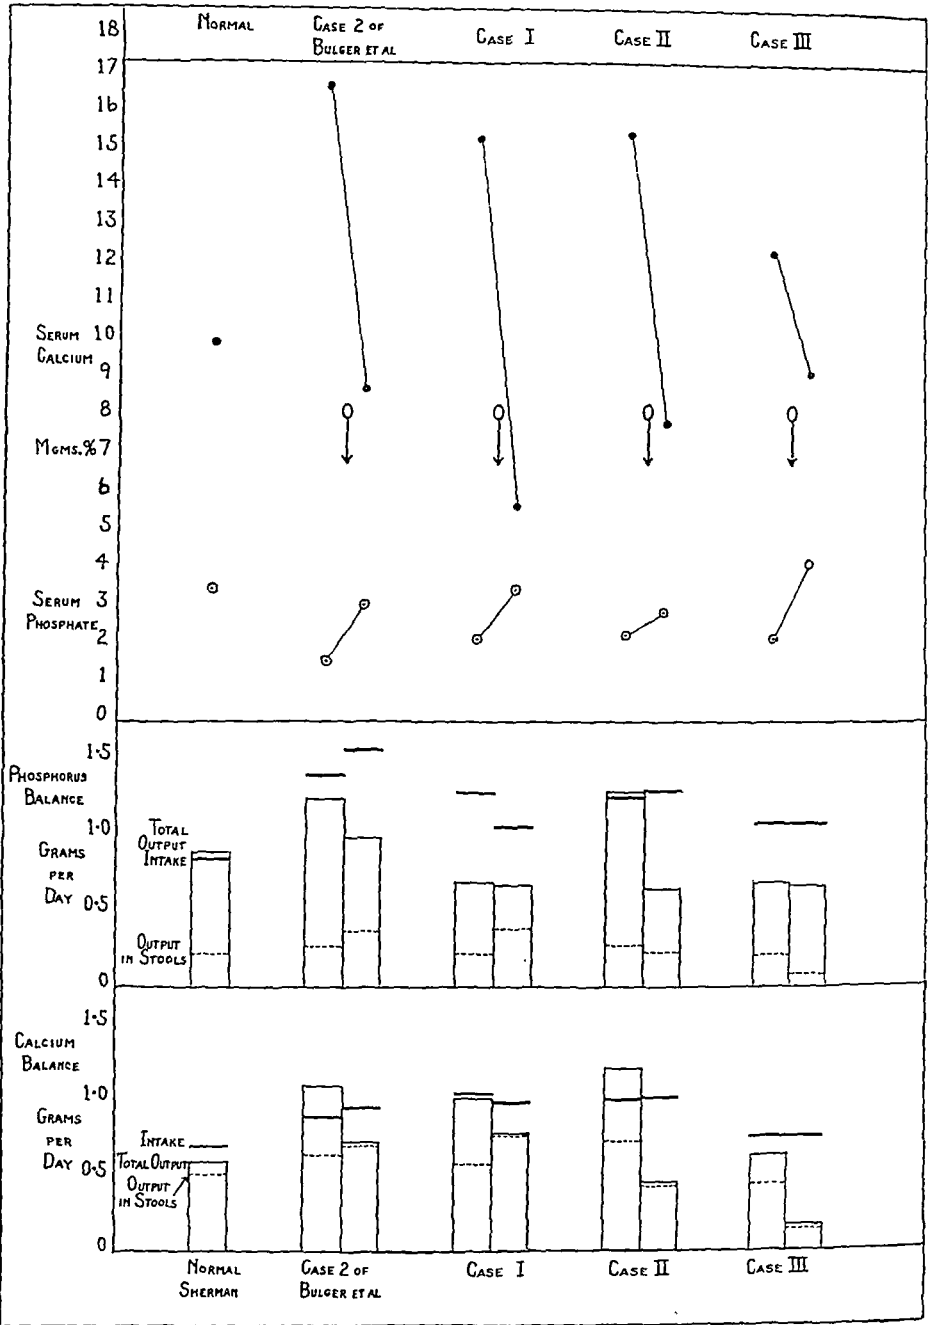 NORMAL
CASE 2 OF
BULGER ET AL
CASE I
CASE II
CASE III
18
17
16
15
14
13
12
11
SERUM 10
CALCIUM
9
8
MGMS.% 7
6
5
4
SERUM 3
PHOSPHATE 2
1
0
1·5
PHOSPHORUS
BALANCE
1·0
GRAMS
PER
DAY 0·5
0
TOTAL
OUTPUT
INTAKE
OUTPUT
IN STOOLS
1·5
CALCIUM
BALANCE
1·0
GRAMS
PER
DAY 0·5
0
INTAKE
TOTAL OUTPUT
OUTPUT
IN STOOLS
NORMAL
SHERMAN
CASE 2 OF
BULGER ET AL
CASE I
CASE II
CASE III